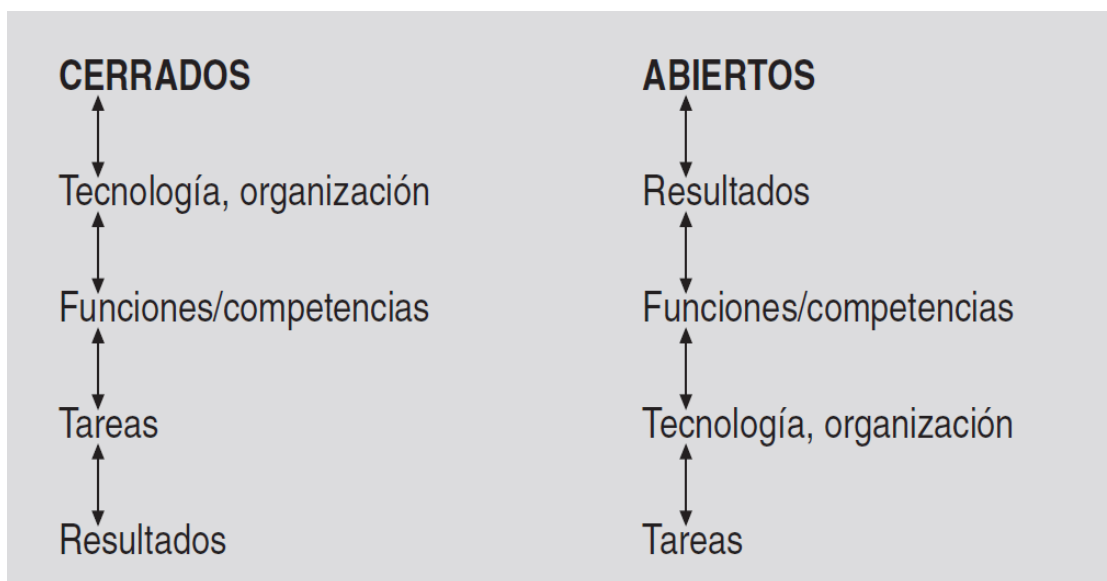 CERRADOS
Tecnología, organización
Funciones/competencias
Tareas
Resultados
ABIERTOS
Resultados
Funciones/competencias
Tecnología, organización
Tareas